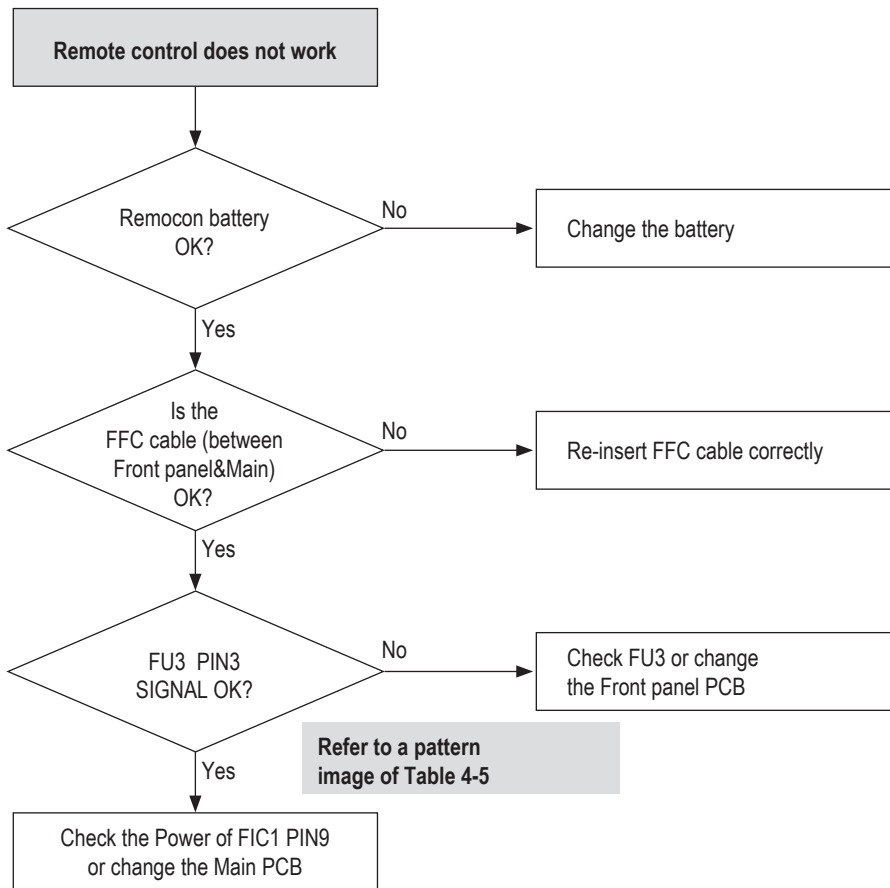 Remote control does not work
Remocon battery
OK?
No
Change the battery
Yes
Is the
FFC cable (between
Front panel&Main)
OK?
No
Re-insert FFC cable correctly
Yes
FU3 PIN3
SIGNAL OK?
No
Check FU3 or change
the Front panel PCB
Refer to a pattern
image of Table 4-5
Yes
Check the Power of FIC1 PIN9
or change the Main PCB